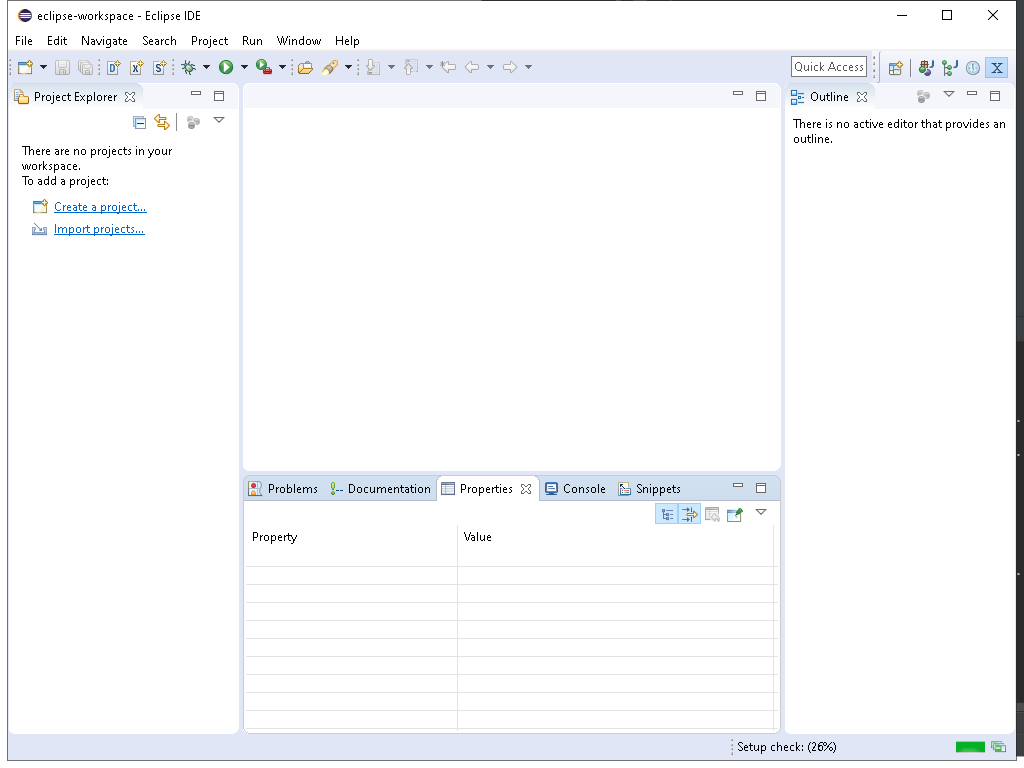 eclipse-workspace - Eclipse IDE
File Edit Navigate Search Project Run Window Help
Quick Access
Project Explorer
There are no projects in your
workspace.
To add a project:
Create a project...
Import projects...
Outline
There is no active editor that provides an
outline.
Problems Documentation Properties Console Snippets
Property Value
Setup check: (26%)